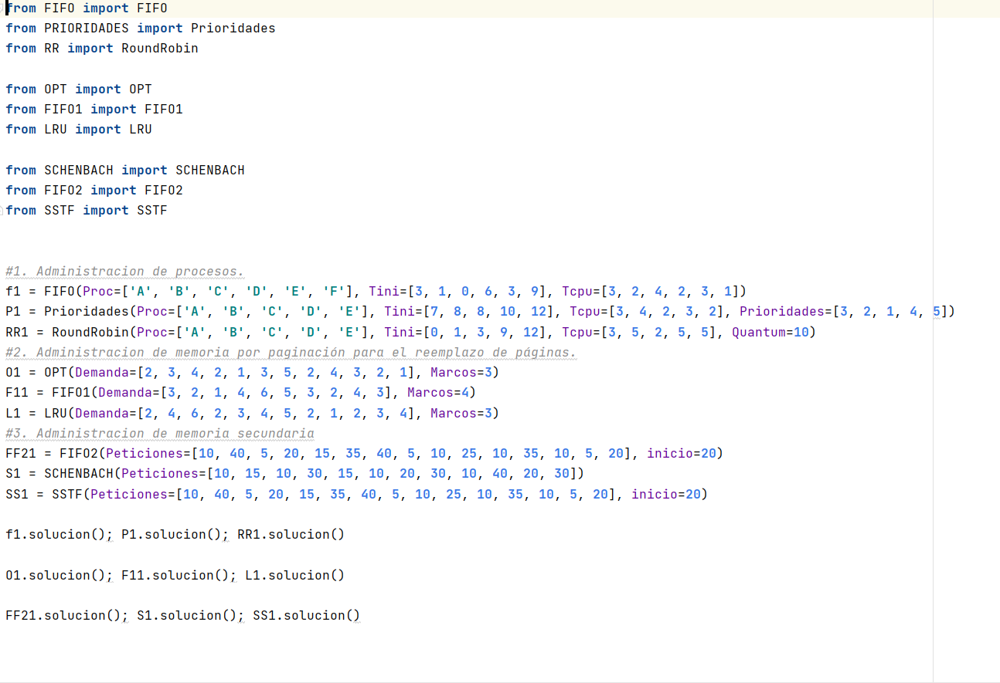 from FIFO import FIFO
from PRIORIDADES import Prioridades
from RR import RoundRobin
from OPT import OPT
from FIFO1 import FIFO1
from LRU import LRU
from SCHENBACH import SCHENBACH
from FIFO2 import FIFO2
from SSTF import SSTF
#1. Administracion de procesos.
f1 = FIFO(Proc=['A', 'B', 'C', 'D', 'E', 'F'], Tini=[3, 1, 0, 6, 3, 9], Tcpu=[3, 2, 4, 2, 3, 1])
P1 = Prioridades(Proc=['A', 'B', 'C', 'D', 'E'], Tini=[7, 8, 8, 10, 12], Tcpu=[3, 4, 2, 3, 2], Prioridades=[3, 2, 1, 4, 5])
RR1 = RoundRobin(Proc=['A', 'B', 'C', 'D', 'E'], Tini=[0, 1, 3, 9, 12], Tcpu=[3, 5, 2, 5, 5], Quantum=10)
#2. Administracion de memoria por paginación para el reemplazo de páginas.
O1 = OPT(Demanda=[2, 3, 4, 2, 1, 3, 5, 2, 4, 3, 2, 1], Marcos=3)
F11 = FIFO1(Demanda=[3, 2, 1, 4, 6, 5, 3, 2, 4, 3], Marcos=4)
L1 = LRU(Demanda=[2, 4, 6, 2, 3, 4, 5, 2, 1, 2, 3, 4], Marcos=3)
#3. Administracion de memoria secundaria
FF21 = FIFO2(Peticiones=[10, 40, 5, 20, 15, 35, 40, 5, 10, 25, 10, 35, 10, 5, 20], inicio=20)
S1 = SCHENBACH(Peticiones=[10, 15, 10, 30, 15, 10, 20, 30, 10, 40, 20, 30])
SS1 = SSTF(Peticiones=[10, 40, 5, 20, 15, 35, 40, 5, 10, 25, 10, 35, 10, 5, 20], inicio=20)
f1.solucion(); P1.solucion(); RR1.solucion()
O1.solucion(); F11.solucion(); L1.solucion()
FF21.solucion(); S1.solucion(); SS1.solucion()